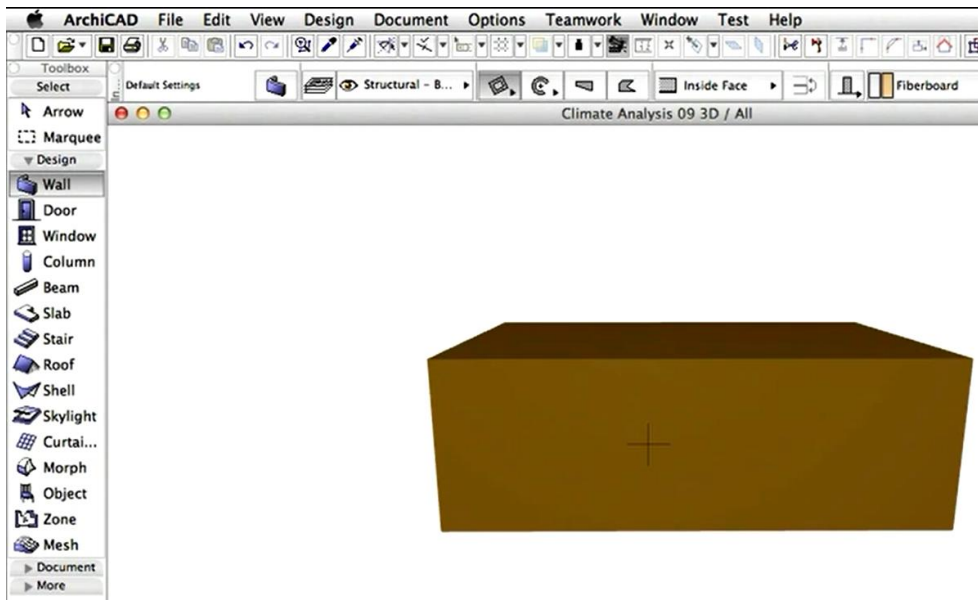 ArchiCAD File Edit View Design Document Options Teamwork Window Test Help
Toolbox
Select
Default Settings Structural - B... Inside Face Fiberboard
Climate Analysis 09 3D / All
Arrow
Marquee
Design
Wall
Door
Window
Column
Beam
Slab
Stair
Roof
Shell
Skylight
Curtai...
Morph
Object
Zone
Mesh
Document
More